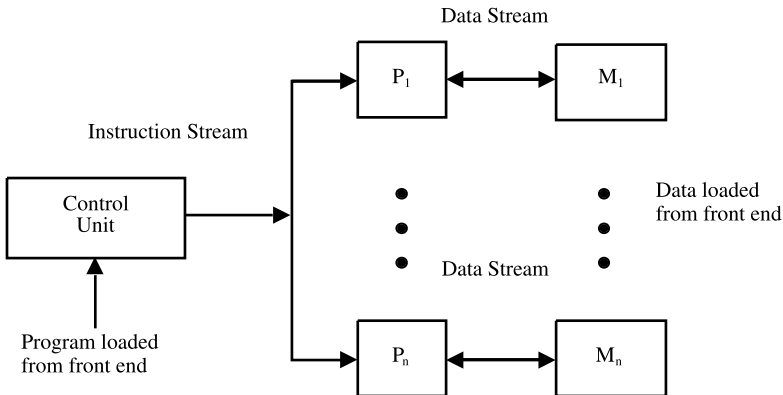 Data Stream
P1
M1
Instruction Stream
Control
Unit
Data loaded
from front end
Data Stream
Program loaded
from front end
Pn
Mn